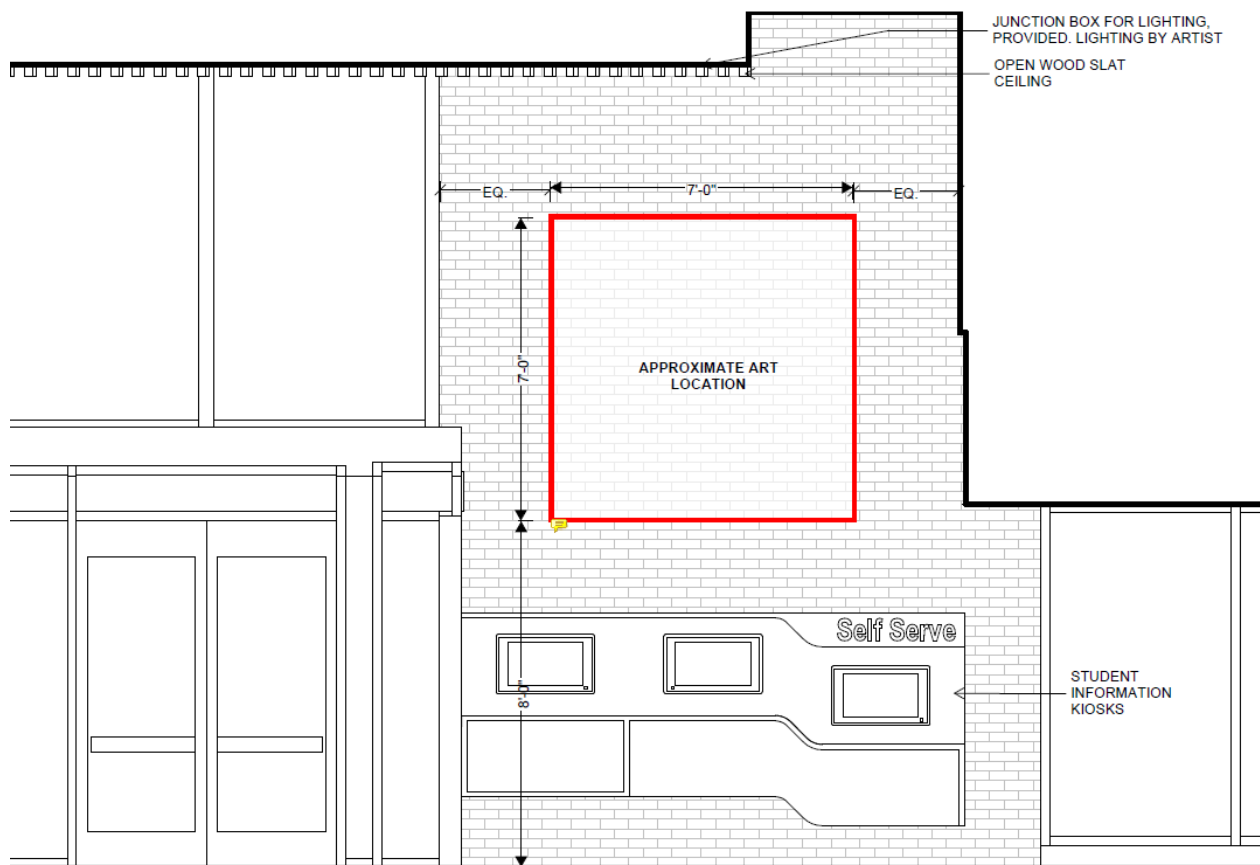 JUNCTION BOX FOR LIGHTING,
PROVIDED. LIGHTING BY ARTIST
OPEN WOOD SLAT
CEILING
EQ.
7'-0"
EQ.
7'-0"
APPROXIMATE ART
LOCATION
Self Serve
8'-0"
STUDENT
INFORMATION
KIOSKS